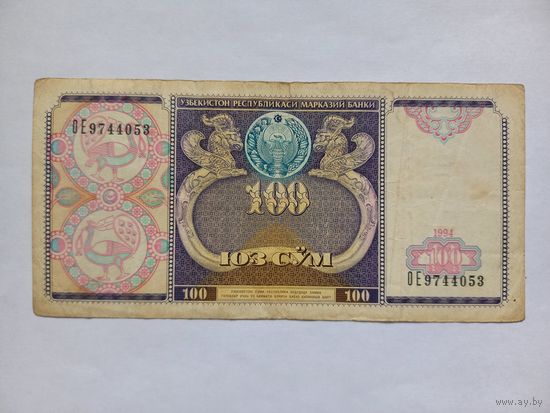 ЎЗБЕКИСТОН РЕСПУБЛИКАСИ МАРКАЗИЙ БАНКИ
ОЕ9744053
100
ЮЗ СЎМ
1994
100
ОЕ9744053
100
100
www.ay.by